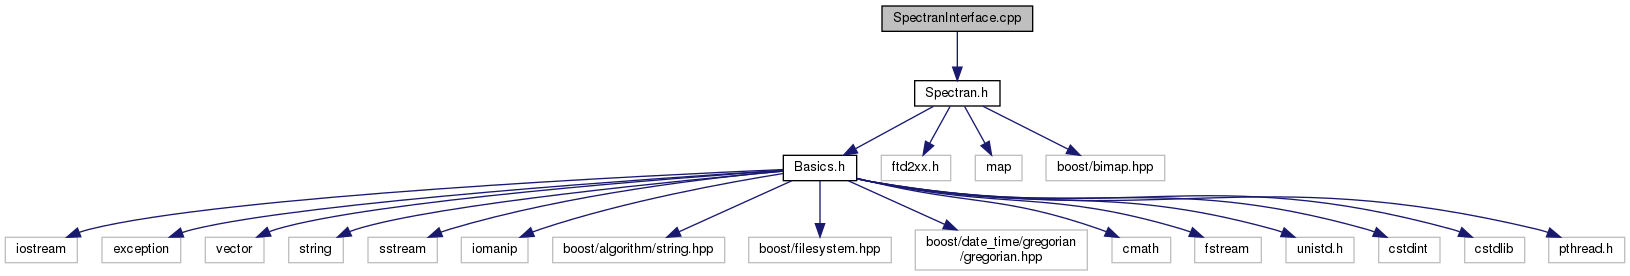 SpectranInterface.cpp
Spectran.h
Basics.h
ftd2xx.h
map
boost/bimap.hpp
iostream
exception
vector
string
sstream
iomanip
boost/algorithm/string.hpp
boost/filesystem.hpp
boost/date_time/gregorian
/gregorian.hpp
cmath
fstream
unistd.h
cstdint
cstdlib
pthread.h